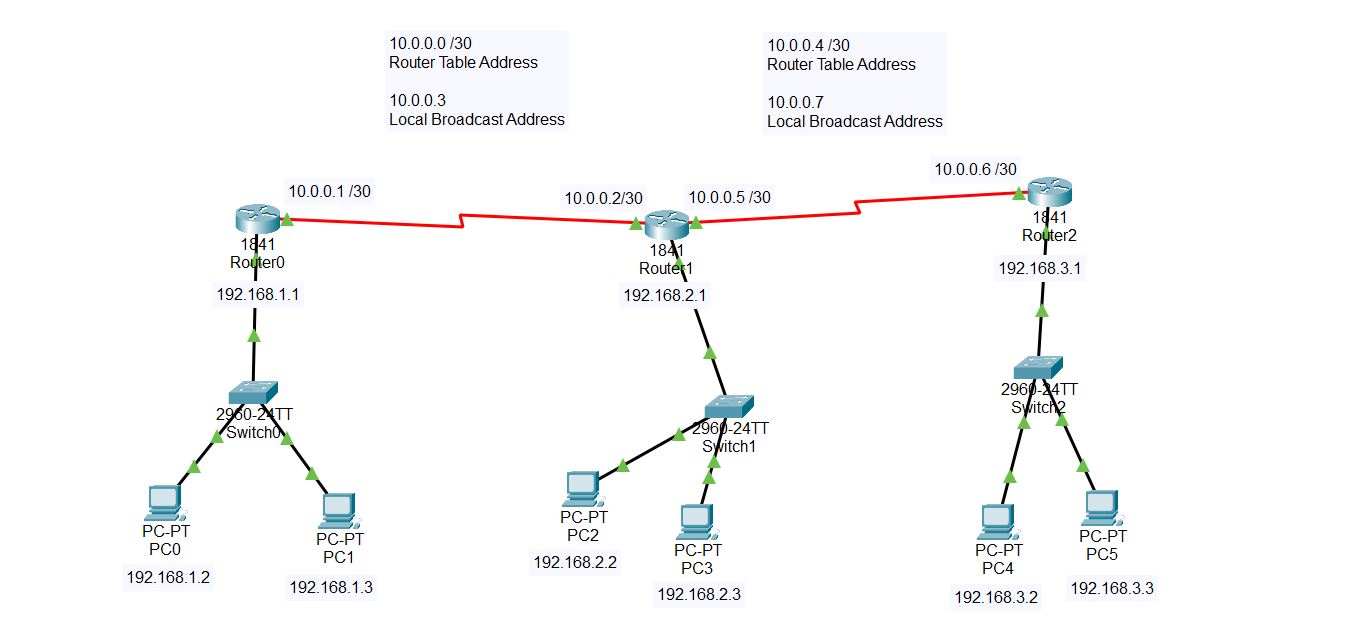 10.0.0.0 /30
Router Table Address
10.0.0.3
Local Broadcast Address
10.0.0.4 /30
Router Table Address
10.0.0.7
Local Broadcast Address
10.0.0.1 /30
10.0.0.2/30
10.0.0.5 /30
10.0.0.6 /30
1841
Router0
192.168.1.1
1841
Router1
192.168.2.1
1841
Router2
192.168.3.1
2960-24TT
Switch0
2960-24TT
Switch1
2960-24TT
Switch2
PC-PT
PC0
192.168.1.2
PC-PT
PC1
192.168.1.3
PC-PT
PC2
192.168.2.2
PC-PT
PC3
192.168.2.3
PC-PT
PC4
192.168.3.2
PC-PT
PC5
192.168.3.3